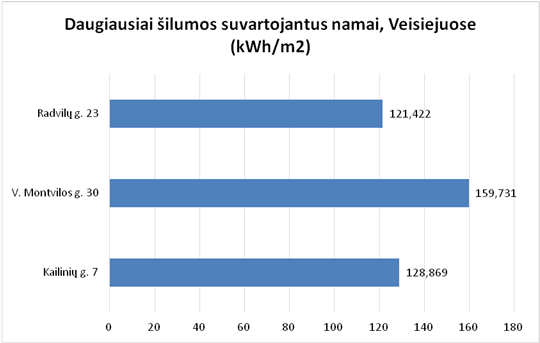 Daugiausiai šilumos suvartojantus namai, Veisiejuose
(kWh/m2)
Radvilų g. 23
121,422
V. Montvilos g. 30
159,731
Kailinių g. 7
128,869
0 20 40 60 80 100 120 140 160 180